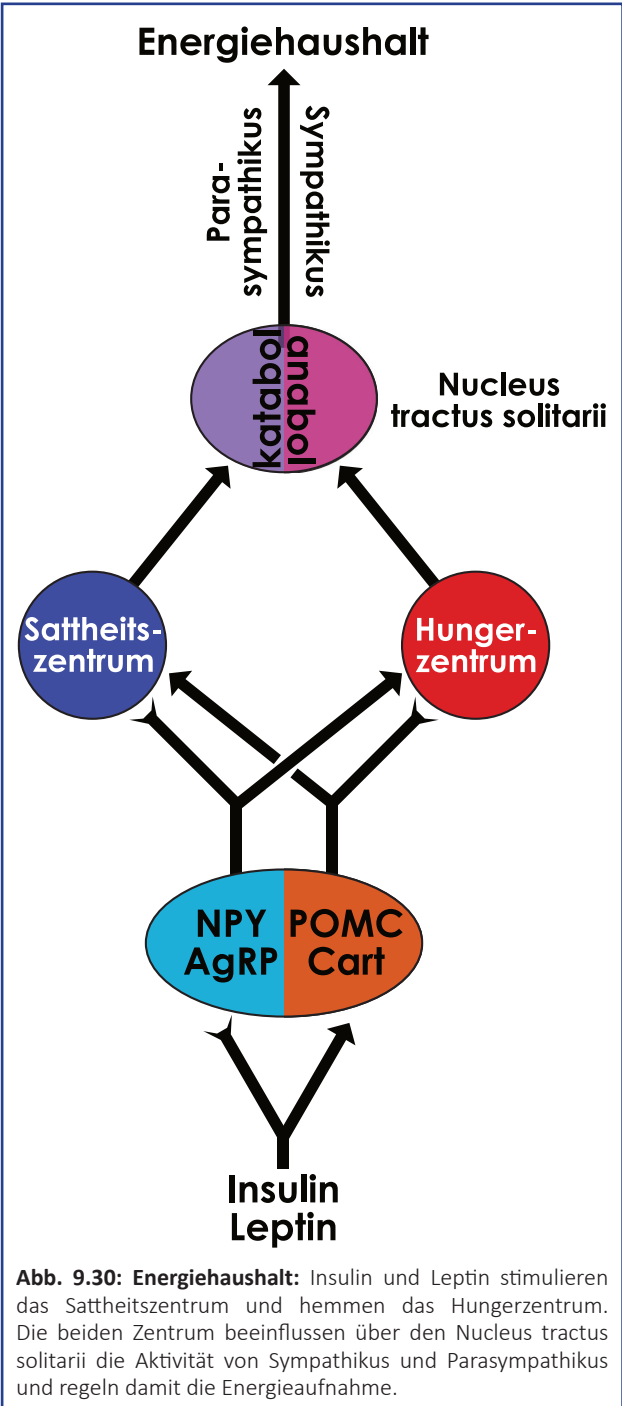 Energiehaushalt
Para-
sympathikus
Sympathikus
katabol
anabol
Nucleus
tractus solitarii
Sattheits-
zentrum
Hunger-
zentrum
NPY
AgRP
POMC
Cart
Insulin
Leptin
Abb. 9.30: Energiehaushalt: Insulin und Leptin stimulieren
das Sattheitszentrum und hemmen das Hungerzentrum.
Die beiden Zentrum beeinflussen über den Nucleus tractus
solitarii die Aktivität von Sympathikus und Parasympathikus
und regeln damit die Energieaufnahme.